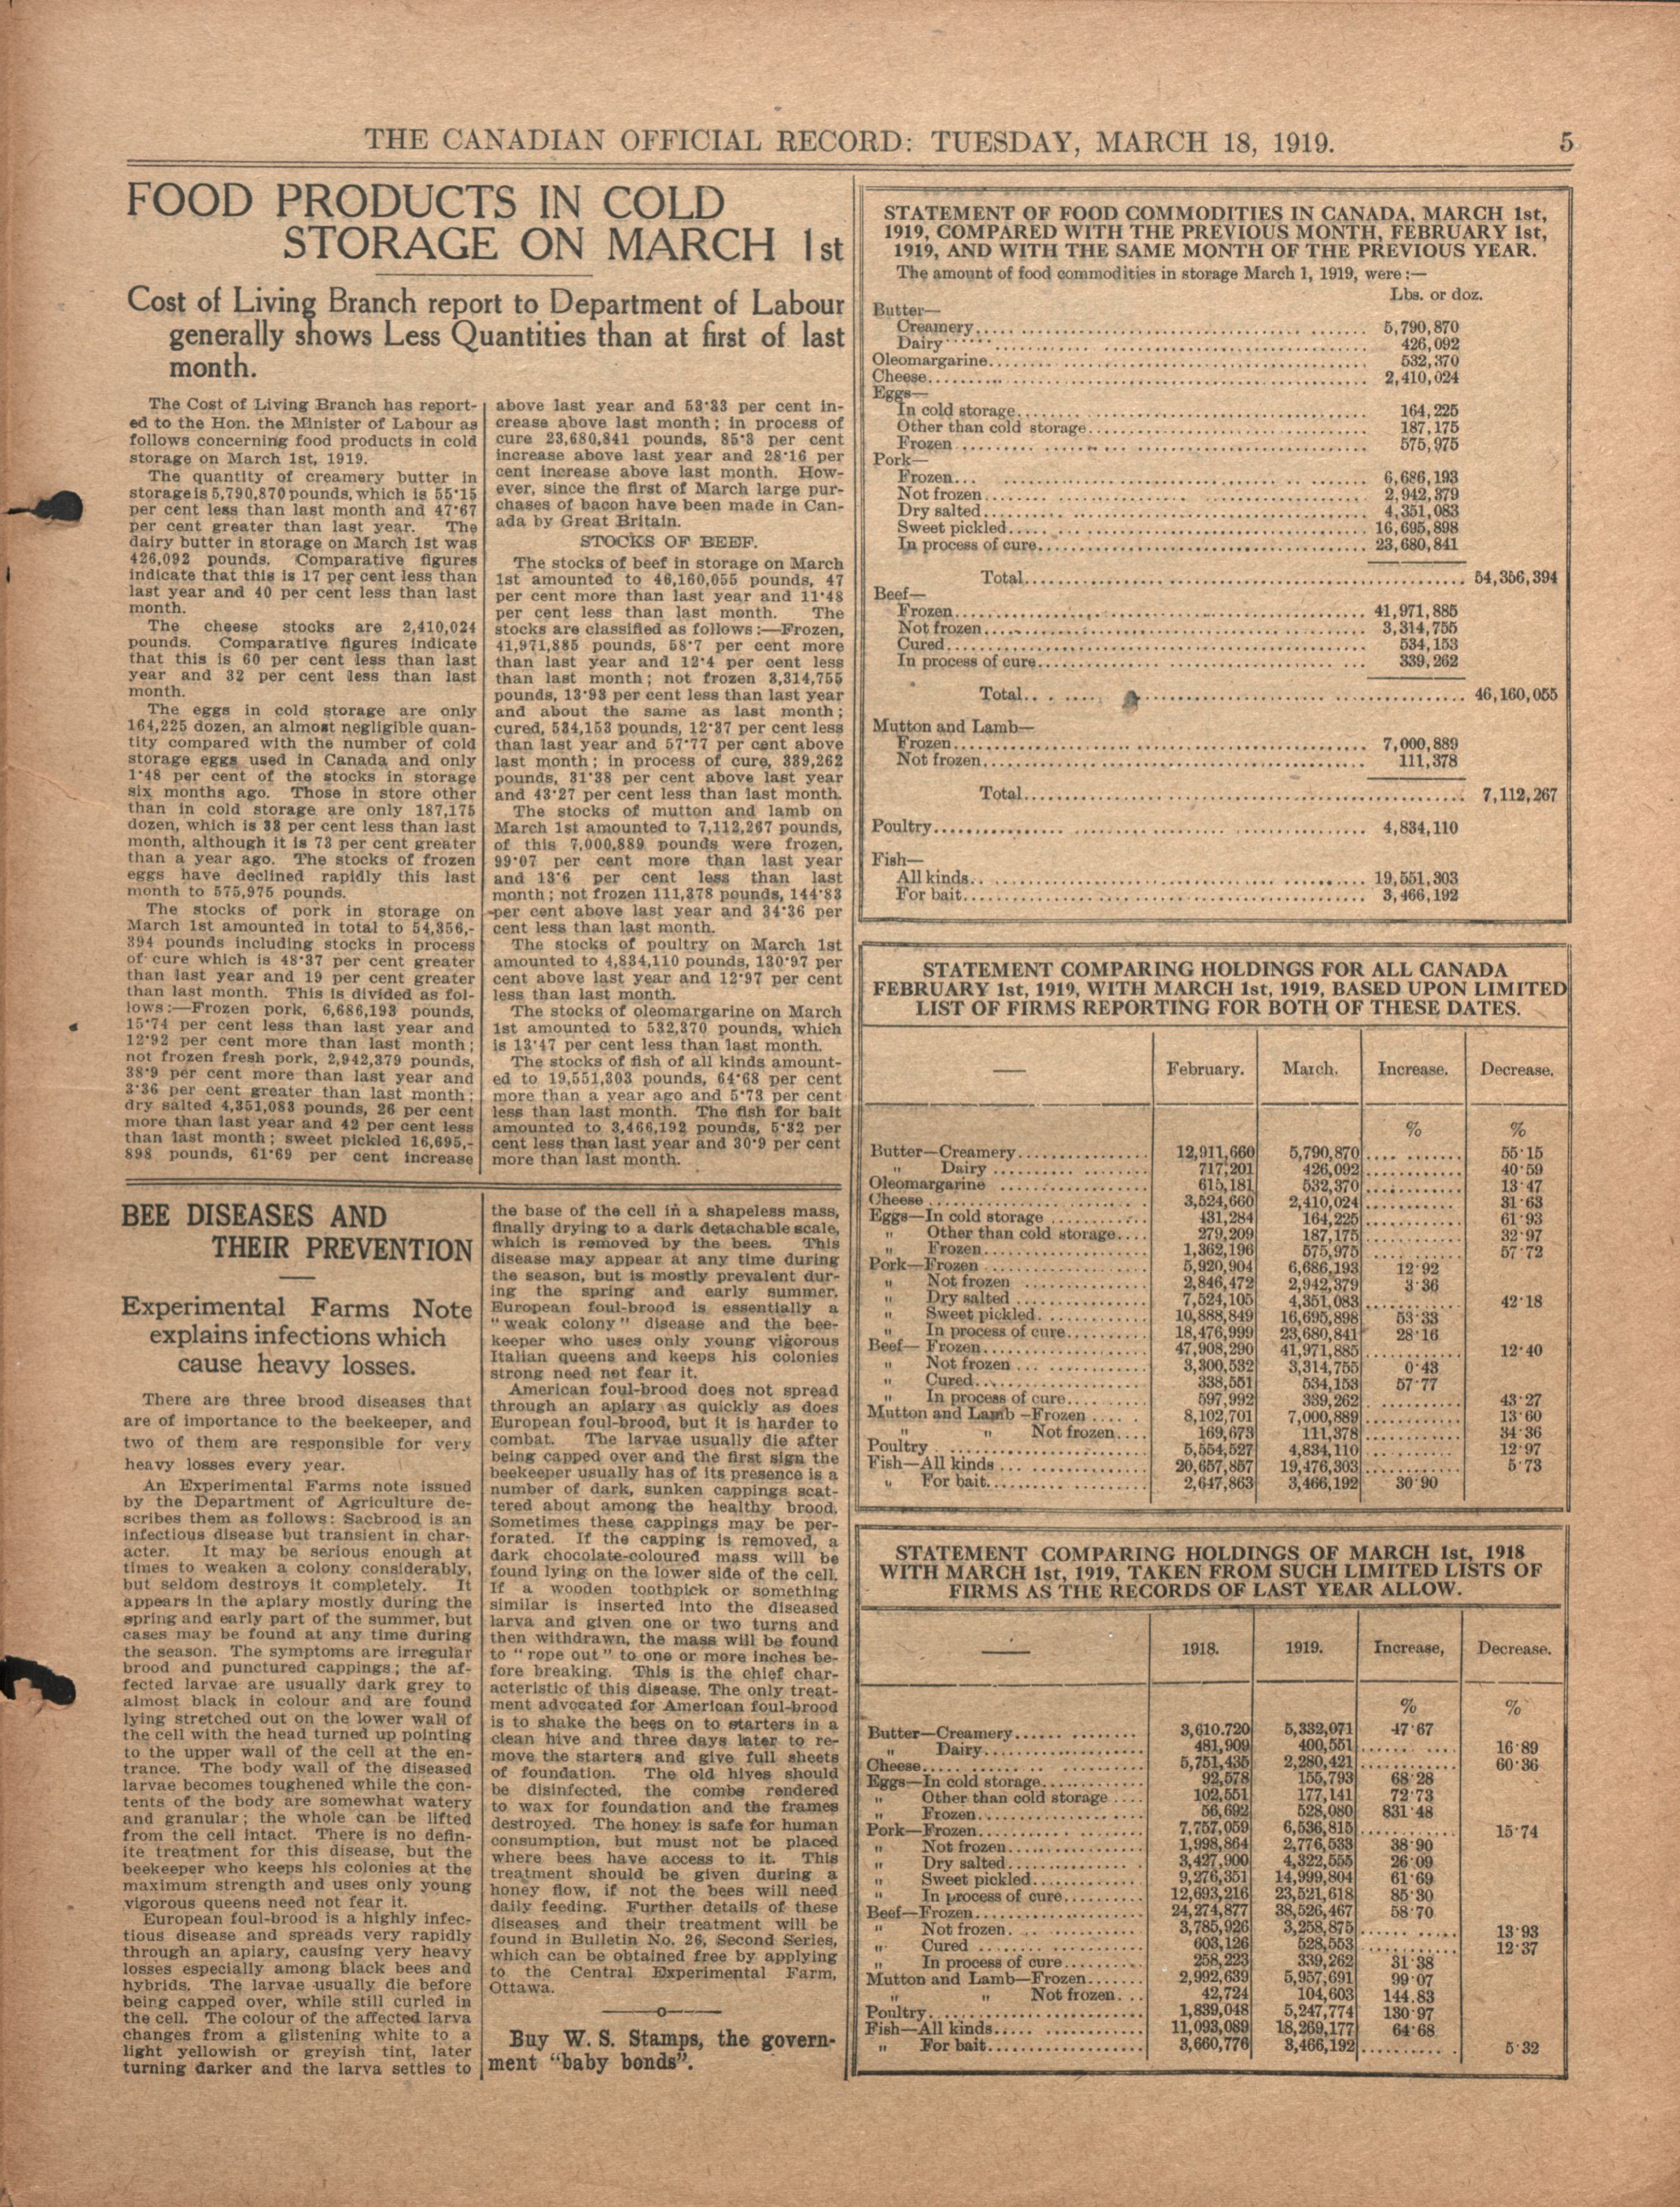 THE CANADIAN OFFICIAL RECORD: TUESDAY, MARCH 18, 1919.
5
FOOD PRODUCTS IN COLD
STORAGE ON MARCH 1st
Cost of Living Branch report to Department of Labour
generally shows Less Quantities than at first of last
month.
The Cost of Living Branch has report-
ed to the Hon. the Minister of Labour as
follows concerning food products in cold
storage on March 1st, 1919.
The quantity of creamery butter in
storage is 5,790,870 pounds, which is 55·15
per cent less than last month and 47·67
per cent greater than last year. The
dairy butter in storage on March 1st was
426,092 pounds. Comparative figures
indicate that this is 17 per cent less than
last year and 40 per cent less than last
month.
The cheese stocks are 2,410,024
pounds. Comparative figures indicate
that this is 60 per cent less than last
year and 32 per cent less than last
month.
The eggs in cold storage are only
164,225 dozen, an almost negligible quan-
tity compared with the number of cold
storage eggs used in Canada and only
1·48 per cent of the stocks in storage
six months ago. Those in store other
than in cold storage are only 187,175
dozen, which is 33 per cent less than last
month, although it is 73 per cent greater
than a year ago. The stocks of frozen
eggs have declined rapidly this last
month to 575,975 pounds.
The stocks of pork in storage on
March 1st amounted in total to 54,356,-
394 pounds including stocks in process
of cure which is 48·37 per cent greater
than last year and 19 per cent greater
than last month. This is divided as fol-
lows:—Frozen pork, 6,686,193 pounds,
15·74 per cent less than last year and
12·92 per cent more than last month;
not frozen fresh pork, 2,942,379 pounds,
38·9 per cent more than last year and
3·36 per cent greater than last month;
dry salted 4,351,083 pounds, 26 per cent
more than last year and 42 per cent less
than last month; sweet pickled 16,695,-
898 pounds, 61·69 per cent increase
above last year and 53·33 per cent in-
crease above last month; in process of
cure 23,680,841 pounds, 85·3 per cent
increase above last year and 28·16 per
cent increase above last month. How-
ever, since the first of March large pur-
chases of bacon have been made in Can-
ada by Great Britain.
STOCKS OF BEEF.
The stocks of beef in storage on March
1st amounted to 46,160,055 pounds, 47
per cent more than last year and 11·48
per cent less than last month. The
stocks are classified as follows:—Frozen,
41,971,885 pounds, 58·7 per cent more
than last year and 12·4 per cent less
than last month; not frozen 3,314,755
pounds, 13·93 per cent less than last year
and about the same as last month;
cured, 534,153 pounds, 12·37 per cent less
than last year and 57·77 per cent above
last month; in process of cure, 339,262
pounds, 31·38 per cent above last year
and 43·27 per cent less than last month.
The stocks of mutton and lamb on
March 1st amounted to 7,112,267 pounds,
of this 7,000,889 pounds were frozen,
99·07 per cent more than last year
and 13·6 per cent less than last
month; not frozen 111,378 pounds, 144·83
per cent above last year and 34·36 per
cent less than last month.
The stocks of poultry on March 1st
amounted to 4,834,110 pounds, 130·97 per
cent above last year and 12·97 per cent
less than last month.
The stocks of oleomargarine on March
1st amounted to 532,370 pounds, which
is 13·47 per cent less than last month.
The stocks of fish of all kinds amount-
ed to 19,551,303 pounds, 64·68 per cent
more than a year ago and 5·73 per cent
less than last month. The fish for bait
amounted to 3,466,192 pounds, 5·32 per
cent less than last year and 30·9 per cent
more than last month.
BEE DISEASES AND
THEIR PREVENTION
Experimental Farms Note
explains infections which
cause heavy losses.
There are three brood diseases that
are of importance to the beekeeper, and
two of them are responsible for very
heavy losses every year.
An Experimental Farms note issued
by the Department of Agriculture de-
scribes them as follows: Sacbrood is an
infectious disease but transient in char-
acter. It may be serious enough at
times to weaken a colony considerably,
but seldom destroys it completely. It
appears in the apiary mostly during the
spring and early part of the summer, but
cases may be found at any time during
the season. The symptoms are irregular
brood and punctured cappings; the af-
fected larvae are usually dark grey to
almost black in colour and are found
lying stretched out on the lower wall of
the cell with the head turned up pointing
to the upper wall of the cell at the en-
trance. The body wall of the diseased
larvae becomes toughened while the con-
tents of the body are somewhat watery
and granular; the whole can be lifted
from the cell intact. There is no defin-
ite treatment for this disease, but the
beekeeper who keeps his colonies at the
maximum strength and uses only young
vigorous queens need not fear it.
European foul-brood is a highly infec-
tious disease and spreads very rapidly
through an apiary, causing very heavy
losses especially among black bees and
hybrids. The larvae usually die before
being capped over, while still curled in
the cell. The colour of the affected larva
changes from a glistening white to a
light yellowish or greyish tint, later
turning darker and the larva settles to
the base of the cell in a shapeless mass,
finally drying to a dark detachable scale,
which is removed by the bees. This
disease may appear at any time during
the season, but is mostly prevalent dur-
ing the spring and early summer.
European foul-brood is essentially a
"weak colony" disease and the bee-
keeper who uses only young vigorous
Italian queens and keeps his colonies
strong need not fear it.
American foul-brood does not spread
through an apiary as quickly as does
European foul-brood, but it is harder to
combat. The larvae usually die after
being capped over and the first sign the
beekeeper usually has of its presence is a
number of dark, sunken cappings scat-
tered about among the healthy brood.
Sometimes these cappings may be per-
forated. If the capping is removed, a
dark chocolate-coloured mass will be
found lying on the lower side of the cell.
If a wooden toothpick or something
similar is inserted into the diseased
larva and given one or two turns and
then withdrawn, the mass will be found
to "rope out" to one or more inches be-
fore breaking. This is the chief char-
acteristic of this disease. The only treat-
ment advocated for American foul-brood
is to shake the bees on to starters in a
clean hive and three days later to re-
move the starters and give full sheets
of foundation. The old hives should
be disinfected, the combs rendered
to wax for foundation and the frames
destroyed. The honey is safe for human
consumption, but must not be placed
where bees have access to it. This
treatment should be given during a
honey flow, if not the bees will need
daily feeding. Further details of these
diseases and their treatment will be
found in Bulletin No. 26, Second Series,
which can be obtained free by applying
to the Central Experimental Farm,
Ottawa.
Buy W. S. Stamps, the govern-
ment "baby bonds".
STATEMENT OF FOOD COMMODITIES IN CANADA, MARCH 1st,
1919, COMPARED WITH THE PREVIOUS MONTH, FEBRUARY 1st,
1919, AND WITH THE SAME MONTH OF THE PREVIOUS YEAR.
The amount of food commodities in storage March 1, 1919, were:—
Lbs. or doz.
Butter—
Creamery 5,790,870
Dairy 426,092
Oleomargarine 532,370
Cheese 2,410,024
Eggs—
In cold storage 164,225
Other than cold storage 187,175
Frozen 575,975
Pork—
Frozen 6,686,193
Not frozen 2,942,379
Dry salted 4,351,083
Sweet pickled 16,695,898
In process of cure 23,680,841
Total 54,356,394
Beef—
Frozen 41,971,885
Not frozen 3,314,755
Cured 534,153
In process of cure 339,262
Total 46,160,055
Mutton and Lamb—
Frozen 7,000,889
Not frozen 111,378
Total 7,112,267
Poultry 4,834,110
Fish—
All kinds 19,551,303
For bait 3,466,192
STATEMENT COMPARING HOLDINGS FOR ALL CANADA
FEBRUARY 1st, 1919, WITH MARCH 1st, 1919, BASED UPON LIMITED
LIST OF FIRMS REPORTING FOR BOTH OF THESE DATES.
— February. March. Increase. Decrease.
% %
Butter—Creamery 12,911,660 5,790,870 55·15
" Dairy 717,201 426,092 40·59
Oleomargarine 615,181 532,370 13·47
Cheese 3,524,660 2,410,024 31·63
Eggs—In cold storage 431,284 164,225 61·93
" Other than cold storage 279,209 187,175 32·97
" Frozen 1,362,196 575,975 57·72
Pork—Frozen 5,920,904 6,686,193 12·92
" Not frozen 2,846,472 2,942,379 3·36
" Dry salted 7,524,105 4,351,083 42·18
" Sweet pickled 10,888,849 16,695,898 53·33
" In process of cure 18,476,999 23,680,841 28·16
Beef—Frozen 47,908,290 41,971,885 12·40
" Not frozen 3,300,532 3,314,755 0·43
" Cured 338,551 534,153 57·77
" In process of cure 597,992 339,262 43·27
Mutton and Lamb—Frozen 8,102,701 7,000,889 13·60
" " Not frozen 169,673 111,378 34·36
Poultry 5,554,527 4,834,110 12·97
Fish—All kinds 20,657,857 19,476,303 5·73
" For bait 2,647,863 3,466,192 30·90
STATEMENT COMPARING HOLDINGS OF MARCH 1st, 1918
WITH MARCH 1st, 1919, TAKEN FROM SUCH LIMITED LISTS OF
FIRMS AS THE RECORDS OF LAST YEAR ALLOW.
— 1918. 1919. Increase, Decrease.
% %
Butter—Creamery 3,610.720 5,332,071 47·67
" Dairy 481,909 400,551 16·89
Cheese 5,751,435 2,280,421 60·36
Eggs—In cold storage 92,578 155,793 68·28
" Other than cold storage 102,551 177,141 72·73
" Frozen 56,692 528,080 831·48
Pork—Frozen 7,757,059 6,536,815 15·74
" Not frozen 1,998,864 2,776,533 38·90
" Dry salted 3,427,900 4,322,555 26·09
" Sweet pickled 9,276,351 14,999,804 61·69
" In process of cure 12,693,216 23,521,618 85·30
Beef—Frozen 24,274,877 38,526,467 58·70
" Not frozen 3,785,926 3,258,875 13·93
" Cured 603,126 528,553 12·37
" In process of cure 258,223 339,262 31·38
Mutton and Lamb—Frozen 2,992,639 5,957,691 99·07
" " Not frozen 42,724 104,603 144.83
Poultry 1,839,048 5,247,774 130·97
Fish—All kinds 11,093,089 18,269,177 64·68
" For bait 3,660,776 3,466,192 5·32